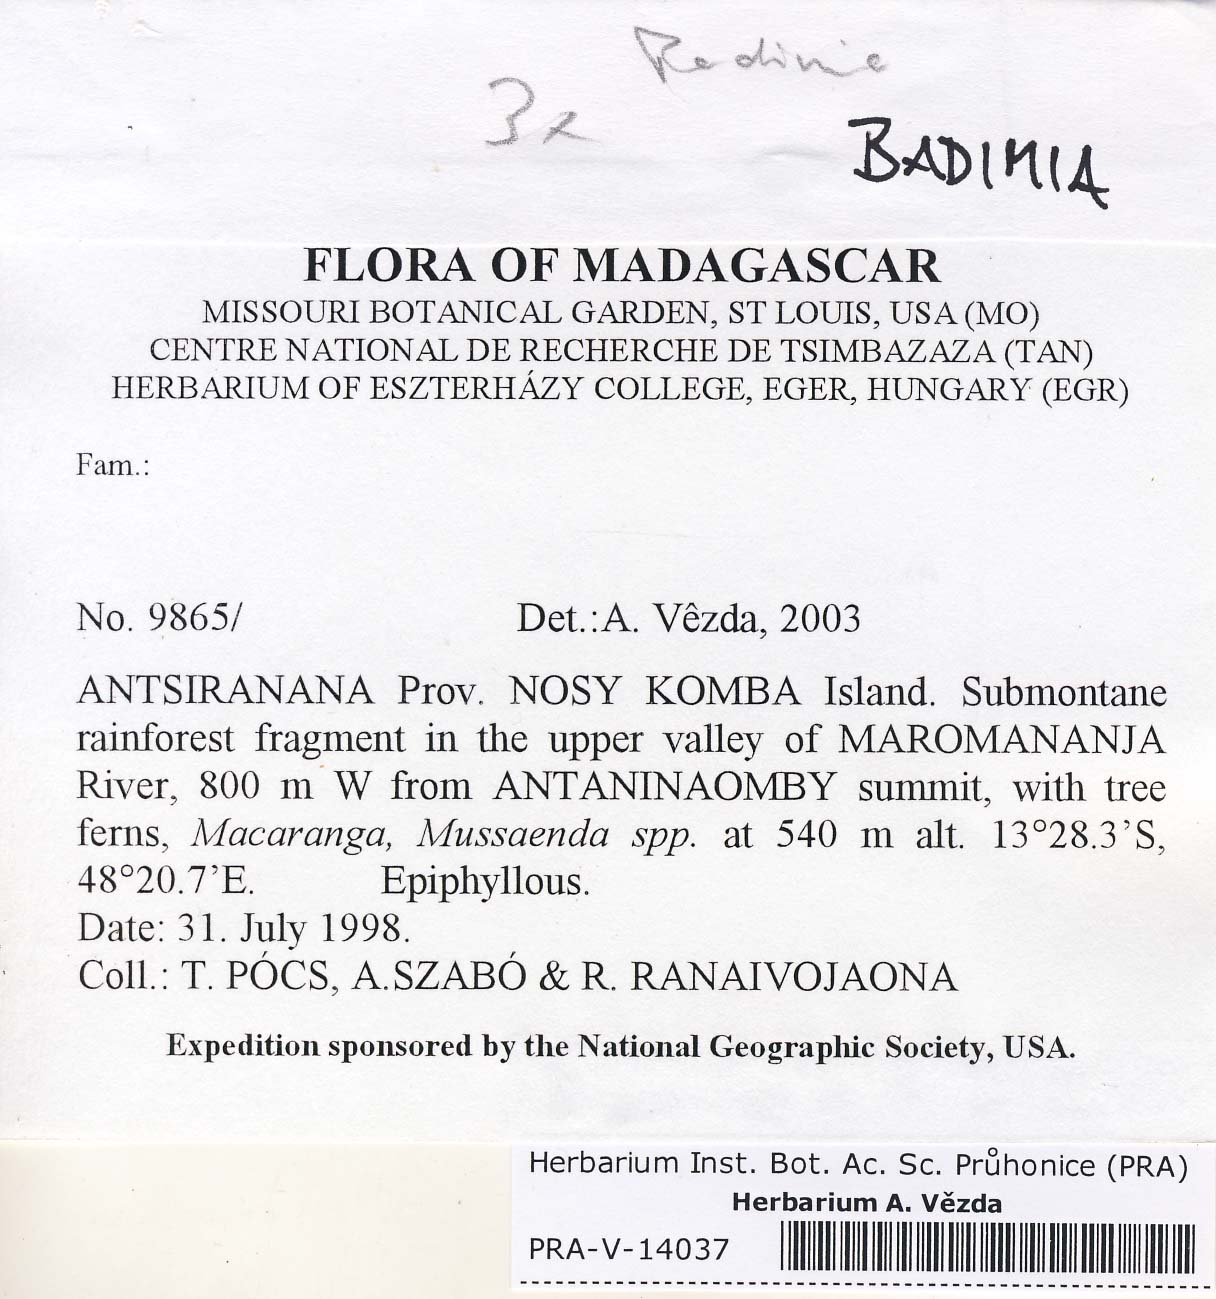 Badimia
3x
BADIMIA
FLORA OF MADAGASCAR
MISSOURI BOTANICAL GARDEN, ST LOUIS, USA (MO)
CENTRE NATIONAL DE RECHERCHE DE TSIMBAZAZA (TAN)
HERBARIUM OF ESZTERHÁZY COLLEGE, EGER, HUNGARY (EGR)
Fam.:
No. 9865/ Det.:A. Vêzda, 2003
ANTSIRANANA Prov. NOSY KOMBA Island. Submontane
rainforest fragment in the upper valley of MAROMANANJA
River, 800 m W from ANTANINAOMBY summit, with tree
ferns, Macaranga, Mussaenda spp. at 540 m alt. 13°28.3’S,
48°20.7’E. Epiphyllous.
Date: 31. July 1998.
Coll.: T. PÓCS, A.SZABÓ & R. RANAIVOJAONA
Expedition sponsored by the National Geographic Society, USA.
Herbarium Inst. Bot. Ac. Sc. Průhonice (PRA)
Herbarium A. Vězda
PRA-V-14037